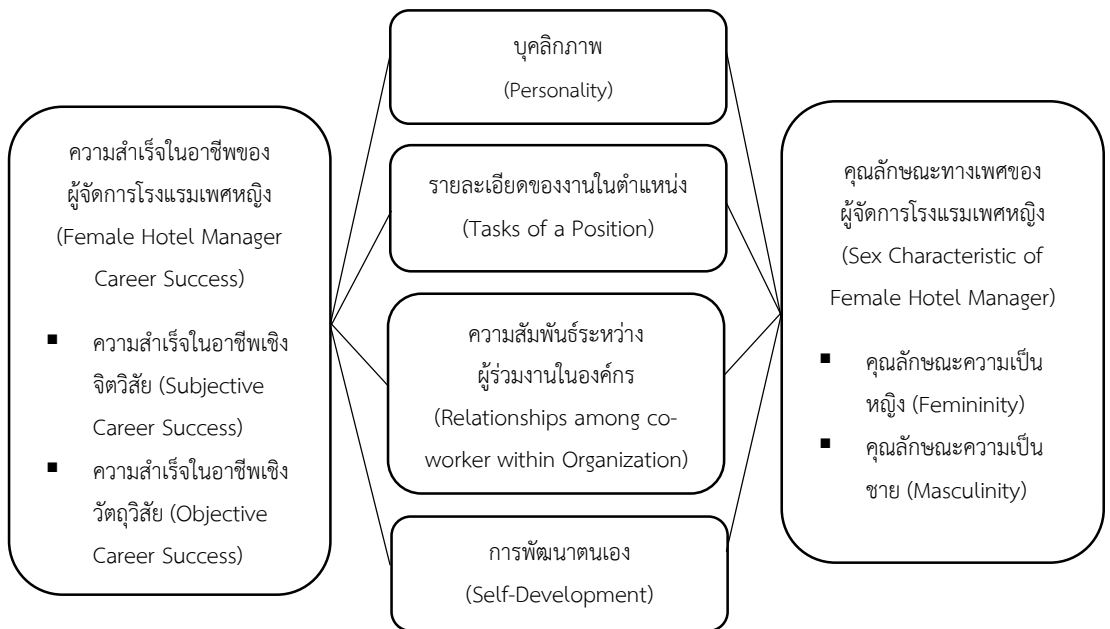 ความสำเร็จในอาชีพของ
ผู้จัดการโรงแรมเพศหญิง
(Female Hotel Manager
Career Success)
▪ ความสำเร็จในอาชีพเชิง
จิตวิสัย (Subjective
Career Success)
▪ ความสำเร็จในอาชีพเชิง
วัตถุวิสัย (Objective
Career Success)
บุคลิกภาพ
(Personality)
รายละเอียดของงานในตำแหน่ง
(Tasks of a Position)
ความสัมพันธ์ระหว่าง
ผู้ร่วมงานในองค์กร
(Relationships among co-
worker within Organization)
การพัฒนาตนเอง
(Self-Development)
คุณลักษณะทางเพศของ
ผู้จัดการโรงแรมเพศหญิง
(Sex Characteristic of
Female Hotel Manager)
▪ คุณลักษณะความเป็น
หญิง (Femininity)
▪ คุณลักษณะความเป็น
ชาย (Masculinity)